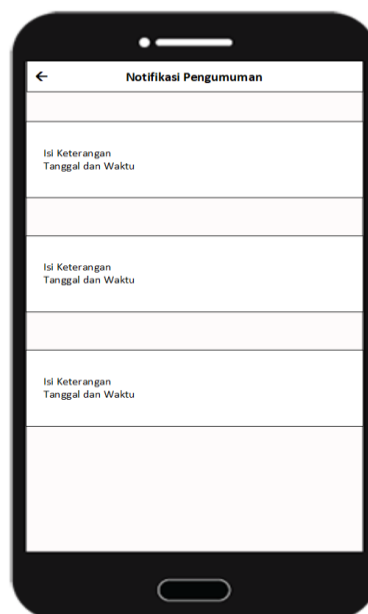 Notifikasi Pengumuman
Isi Keterangan
Tanggal dan Waktu
Isi Keterangan
Tanggal dan Waktu
Isi Keterangan
Tanggal dan Waktu